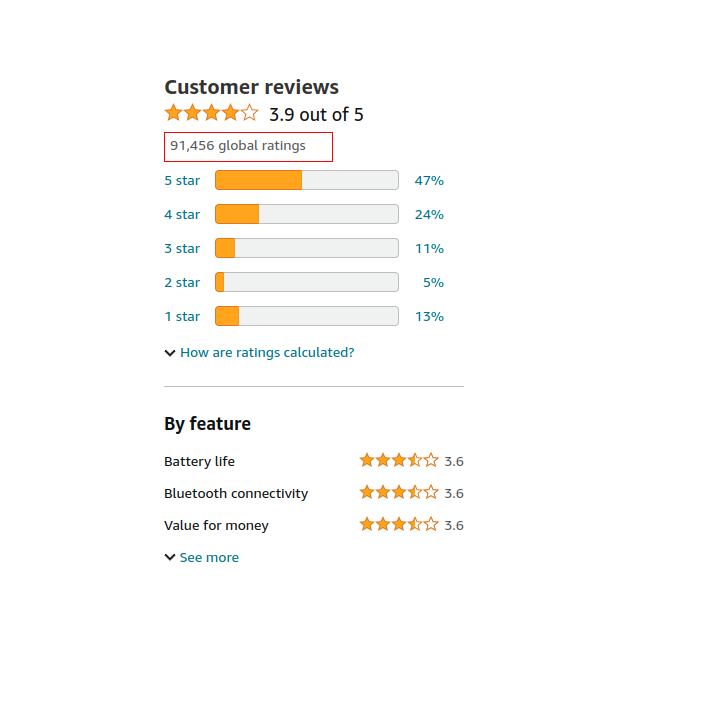 Customer reviews
3.9 out of 5
91,456 global ratings
5 star 47%
4 star 24%
3 star 11%
2 star 5%
1 star 13%
How are ratings calculated?
By feature
Battery life 3.6
Bluetooth connectivity 3.6
Value for money 3.6
See more